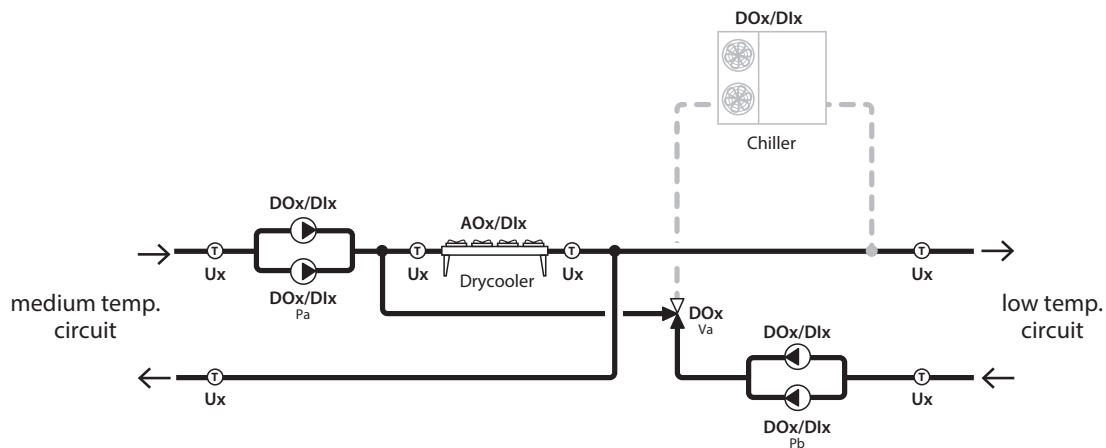 DOx/DIx
Chiller
DOx/DIx
AOx/DIx
T
T
T
T
Ux
Ux
Drycooler
Ux
Ux
DOx/DIx
Pa
medium temp.
circuit
DOx
Va
low temp.
circuit
DOx/DIx
T
T
Ux
Ux
DOx/DIx
Pb